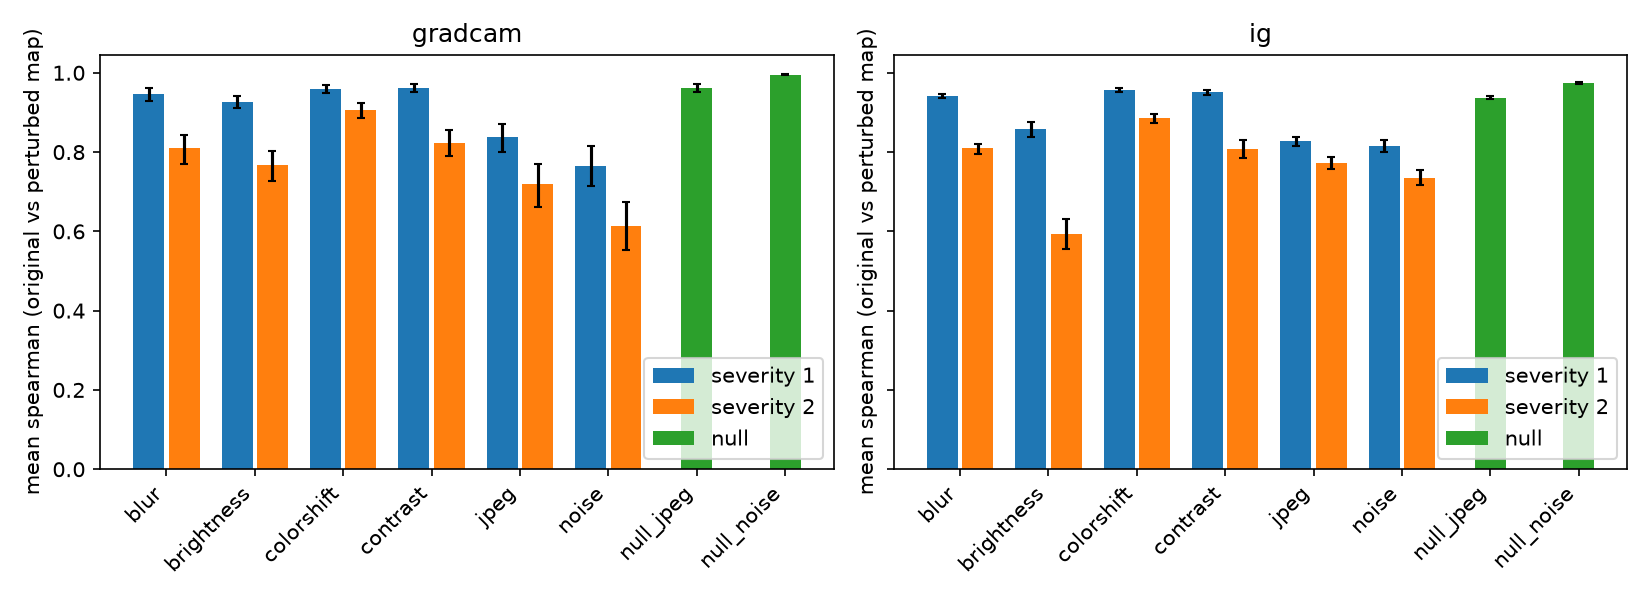 gradcam
mean spearman (original vs perturbed map)
1.0
0.8
0.6
0.4
0.2
0.0
blur
brightness
colorshift
contrast
jpeg
noise
null_jpeg
null_noise
severity 1
severity 2
null
ig
mean spearman (original vs perturbed map)
blur
brightness
colorshift
contrast
jpeg
noise
null_jpeg
null_noise
severity 1
severity 2
null